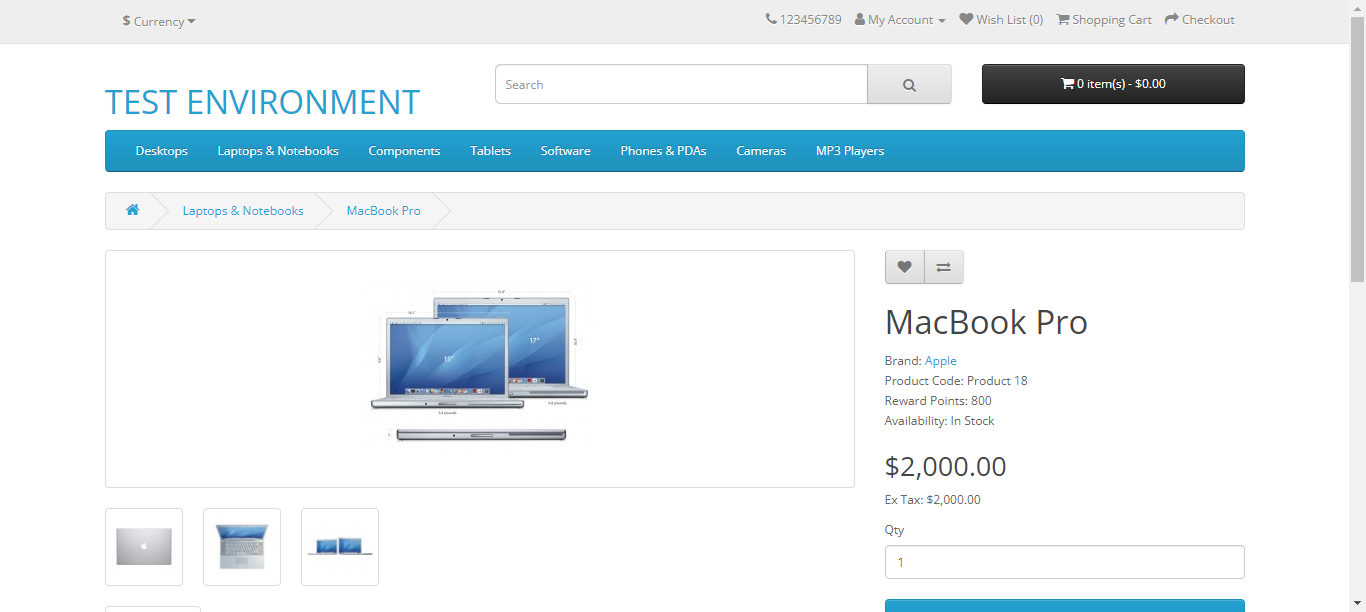 $ Currency
123456789 My Account Wish List (0) Shopping Cart Checkout
TEST ENVIRONMENT
Search
0 item(s) - $0.00
Desktops Laptops & Notebooks Components Tablets Software Phones & PDAs Cameras MP3 Players
Laptops & Notebooks MacBook Pro
15"
17"
MacBook Pro
Brand: Apple
Product Code: Product 18
Reward Points: 800
Availability: In Stock
$2,000.00
Ex Tax: $2,000.00
Qty
1